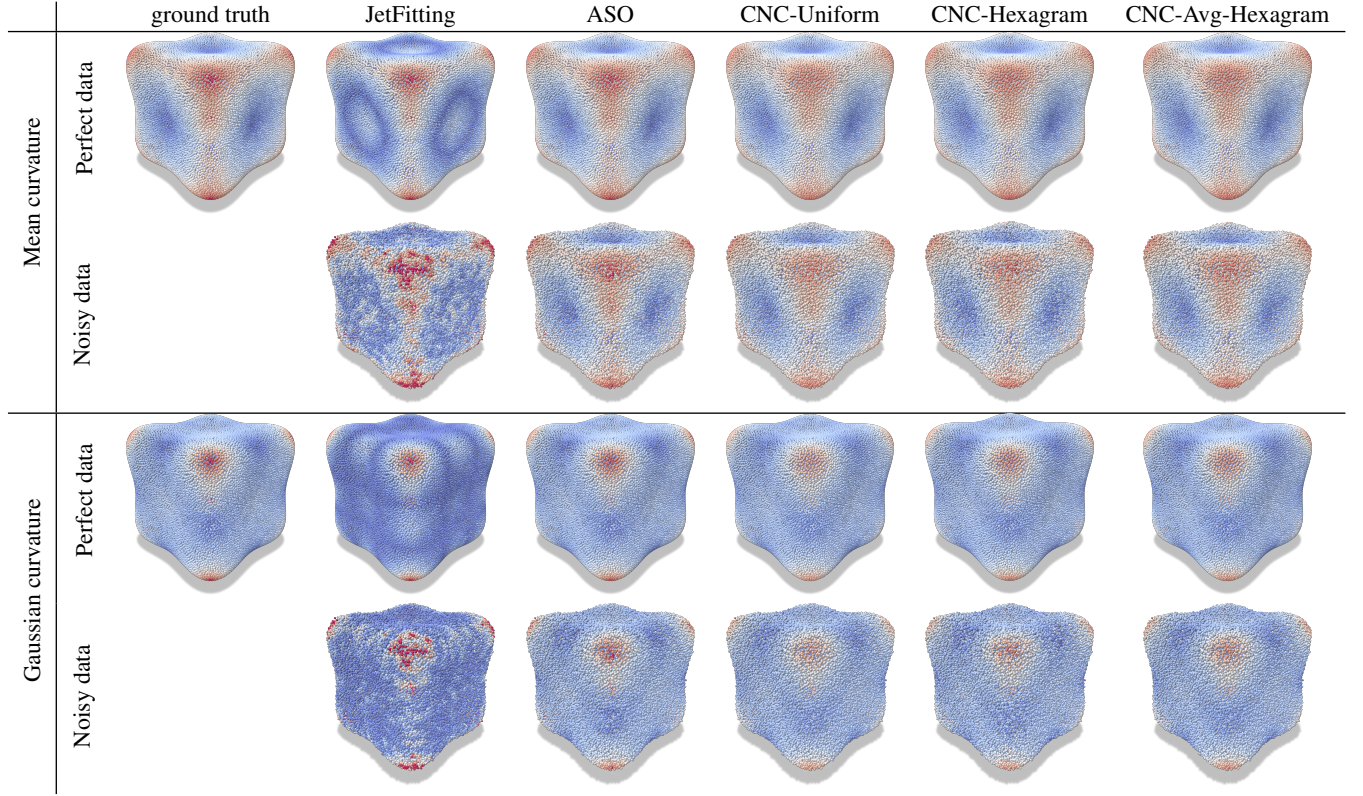 ground truth JetFitting ASO CNC-Uniform CNC-Hexagram CNC-Avg-Hexagram
Mean curvature
Perfect data
Noisy data
Gaussian curvature
Perfect data
Noisy data